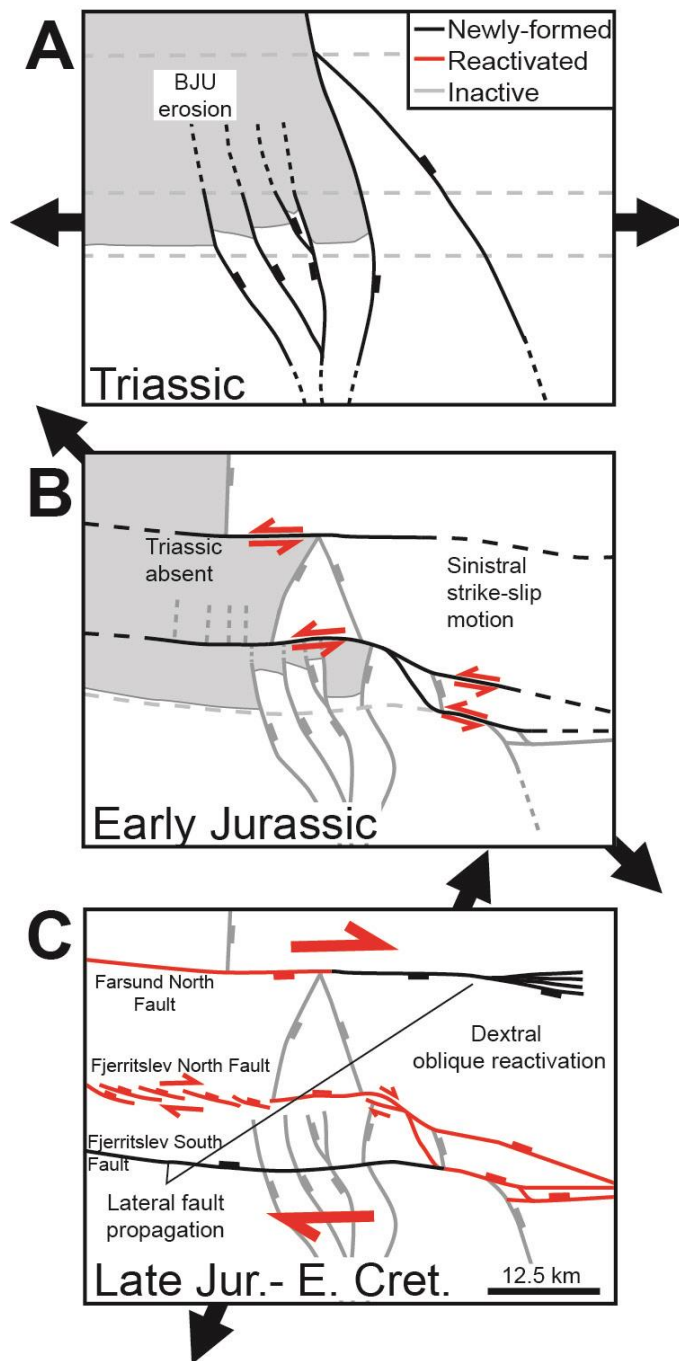 A
Newly-formed
Reactivated
Inactive
BJU
erosion
Triassic
B
Triassic
absent
Sinistral
strike-slip
motion
Early Jurassic
C
Farsund North
Fault
Fjerritslev North Fault
Dextral
oblique reactivation
Fjerritslev South
Fault
Lateral fault
propagation
Late Jur.- E. Cret.
12.5 km